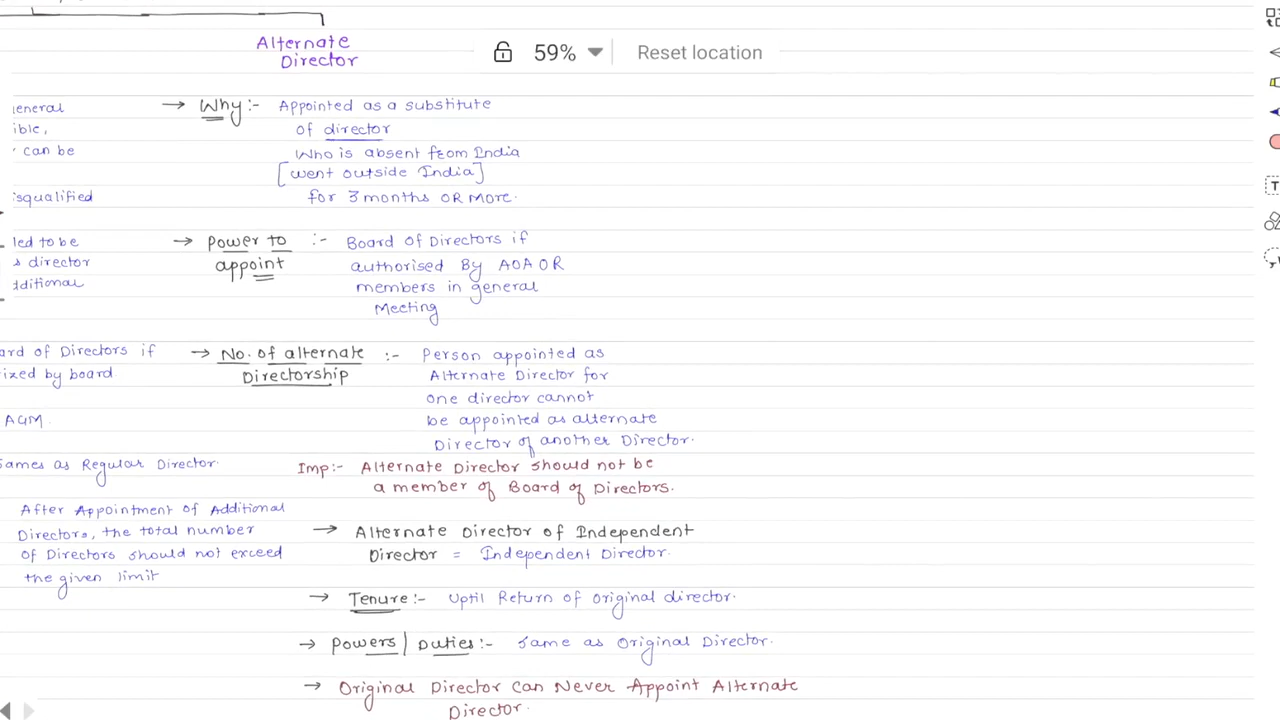 Alternate
Director
59%
Reset location
ieneral
ible,
can be
isqualified
→ Why:- Appointed as a substitute
of director
Who is absent from India
[went outside India]
for 3 months OR More.
led to be
s director
dditional
→ Power to :- Board of Directors if
appoint authorised By AOA OR
members in general
Meeting
ard of Directors if
ized by board.
AGM.
→ No. of alternate :- Person appointed as
Directorship Alternate Director for
one director cannot
be appointed as alternate
Director of another Director.
Sames as Regular Director.
Imp:- Alternate Director should not be
a member of Board of Directors.
After Appointment of Additional
Directors, the total number
of Directors should not exceed
the given limit
→ Alternate Director of Independent
Director = Independent Director.
→ Tenure:- Uptil Return of Original director.
→ Powers/Duties:- Same as Original Director.
→ Original Director Can Never Appoint Alternate
Director.